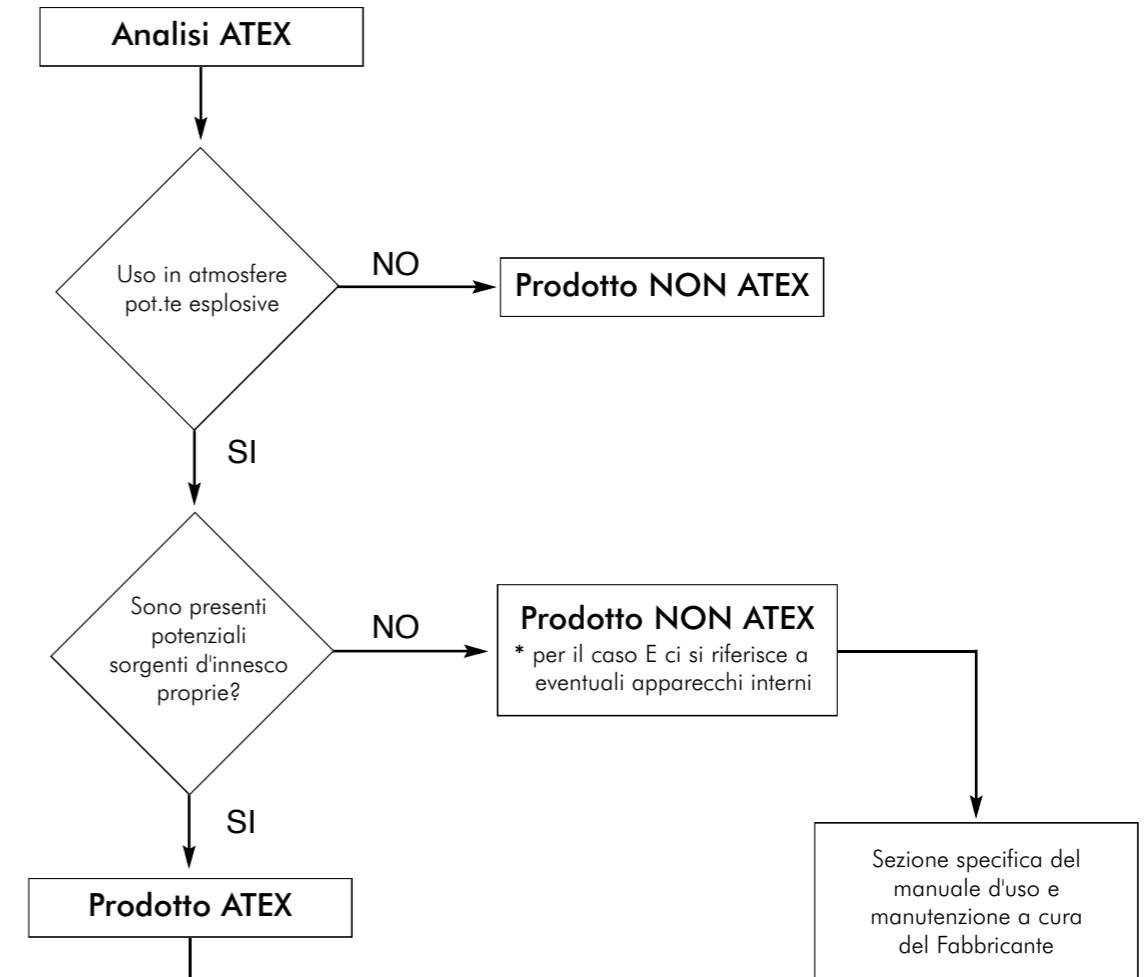 Analisi ATEX
Uso in atmosfere
pot.te esplosive
NO
Prodotto NON ATEX
SI
Sono presenti
potenziali
sorgenti d'innesco
proprie?
NO
Prodotto NON ATEX
* per il caso E ci si riferisce a
eventuali apparecchi interni
SI
Prodotto ATEX
Sezione specifica del
manuale d'uso e
manutenzione a cura
del Fabbricante